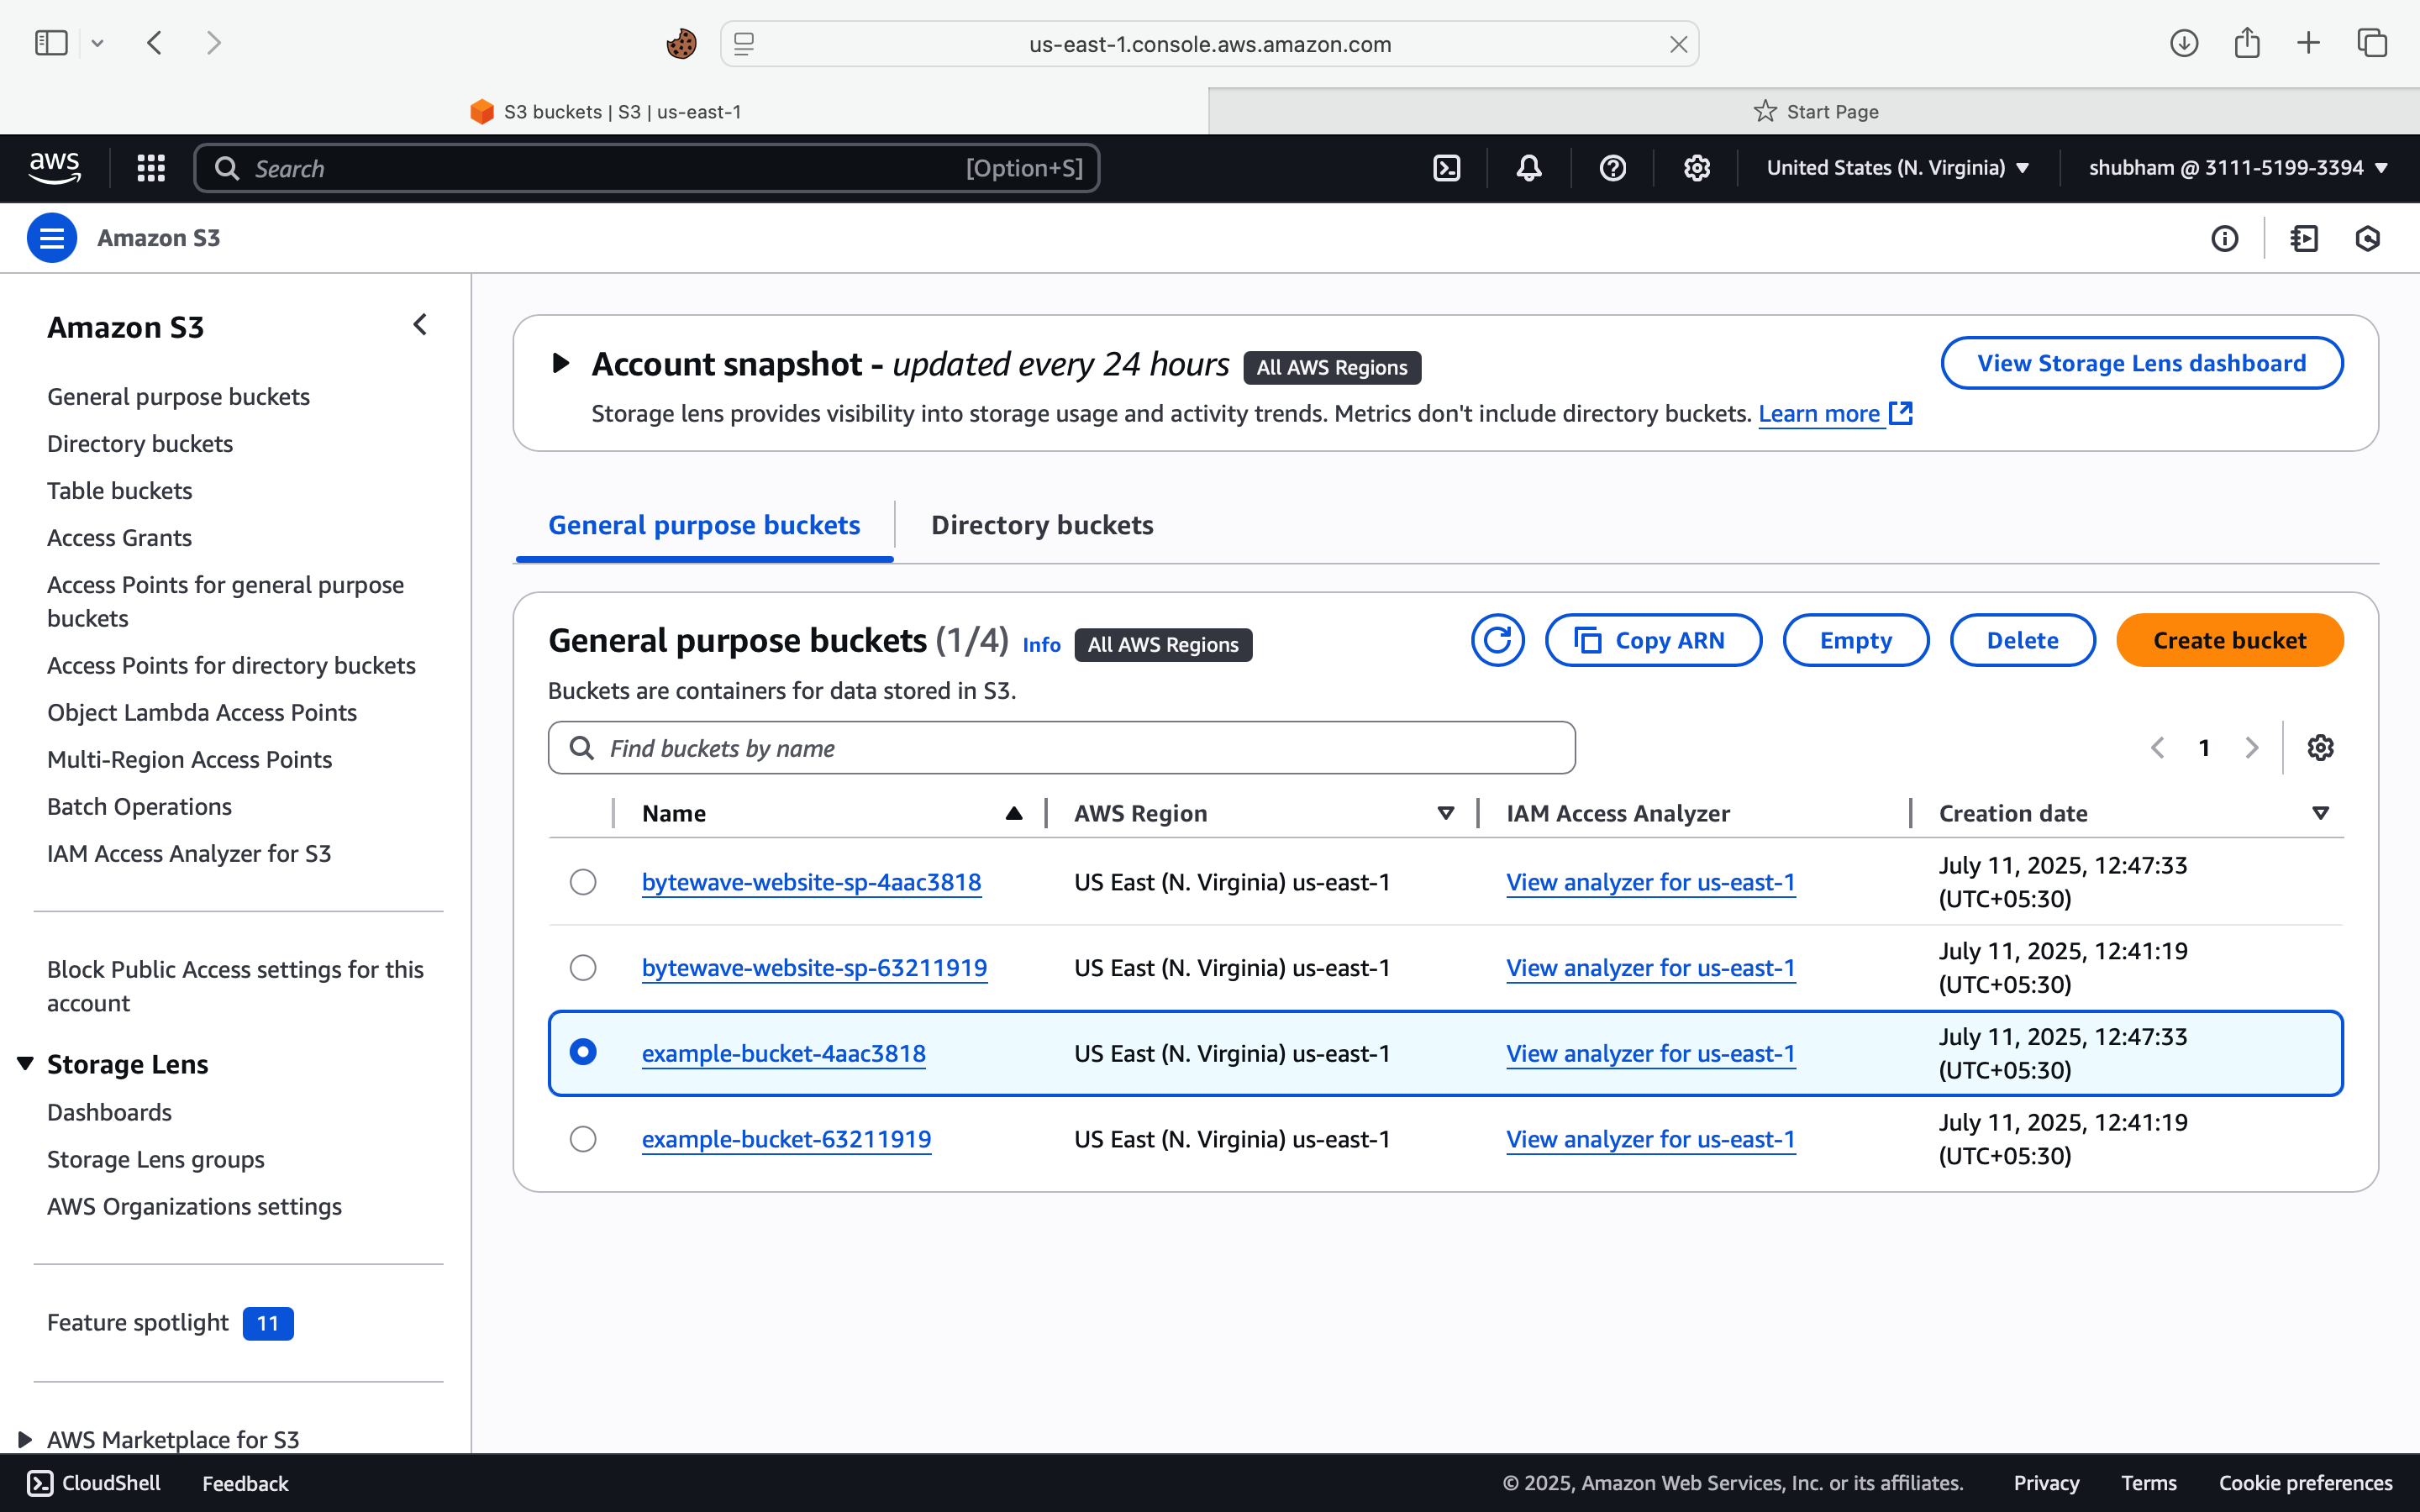 us-east-1.console.aws.amazon.com
S3 buckets | S3 | us-east-1
Start Page
aws
Search
[Option+S]
United States (N. Virginia)
shubham @ 3111-5199-3394
Amazon S3
Amazon S3
General purpose buckets
Directory buckets
Table buckets
Access Grants
Access Points for general purpose
buckets
Access Points for directory buckets
Object Lambda Access Points
Multi-Region Access Points
Batch Operations
IAM Access Analyzer for S3
Block Public Access settings for this
account
Storage Lens
Dashboards
Storage Lens groups
AWS Organizations settings
Feature spotlight 11
AWS Marketplace for S3
Account snapshot - updated every 24 hours All AWS Regions
View Storage Lens dashboard
Storage lens provides visibility into storage usage and activity trends. Metrics don't include directory buckets. Learn more
General purpose buckets
Directory buckets
General purpose buckets (1/4) Info All AWS Regions
Copy ARN
Empty
Delete
Create bucket
Buckets are containers for data stored in S3.
Find buckets by name
1
Name AWS Region IAM Access Analyzer Creation date
bytewave-website-sp-4aac3818 US East (N. Virginia) us-east-1 View analyzer for us-east-1 July 11, 2025, 12:47:33
(UTC+05:30)
bytewave-website-sp-63211919 US East (N. Virginia) us-east-1 View analyzer for us-east-1 July 11, 2025, 12:41:19
(UTC+05:30)
example-bucket-4aac3818 US East (N. Virginia) us-east-1 View analyzer for us-east-1 July 11, 2025, 12:47:33
(UTC+05:30)
example-bucket-63211919 US East (N. Virginia) us-east-1 View analyzer for us-east-1 July 11, 2025, 12:41:19
(UTC+05:30)
CloudShell
Feedback
© 2025, Amazon Web Services, Inc. or its affiliates.
Privacy
Terms
Cookie preferences